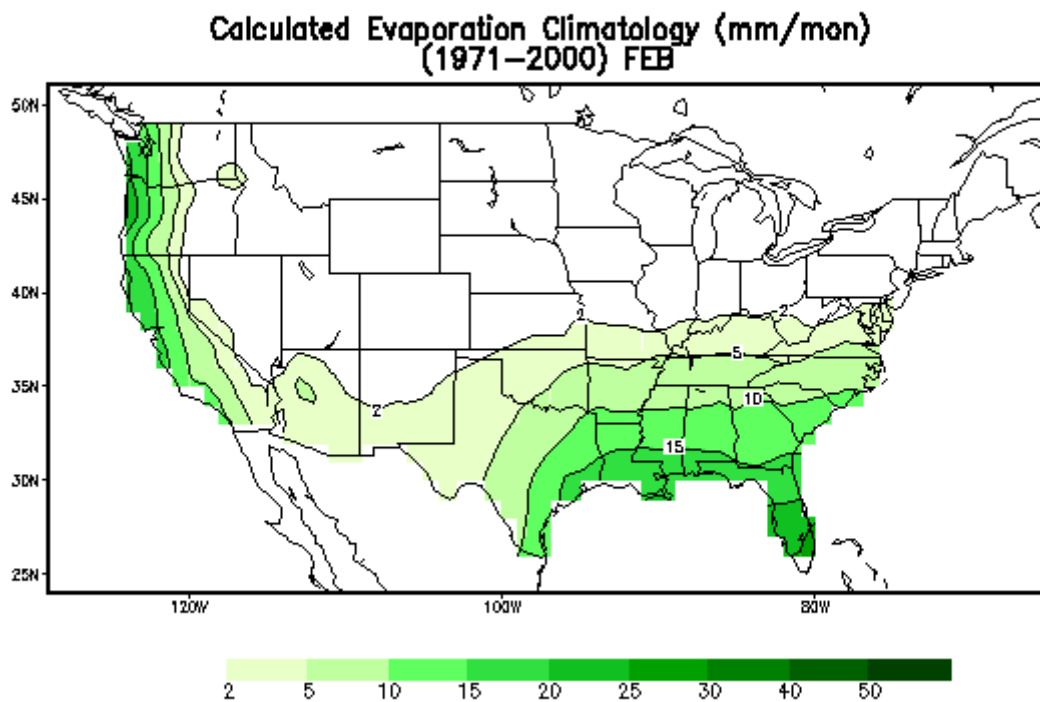 Calculated Evaporation Climatology (mm/mon)
(1971-2000) FEB
50N
45N
40N
35N
30N
25N
2
2
5
2
10
15
120W
100W
80W
2 5 10 15 20 25 30 40 50